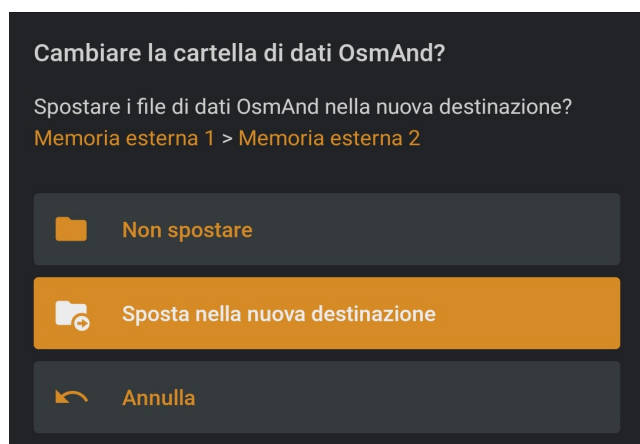 Cambiare la cartella di dati OsmAnd?
Spostare i file di dati OsmAnd nella nuova destinazione?
Memoria esterna 1 > Memoria esterna 2
Non spostare
Sposta nella nuova destinazione
Annulla